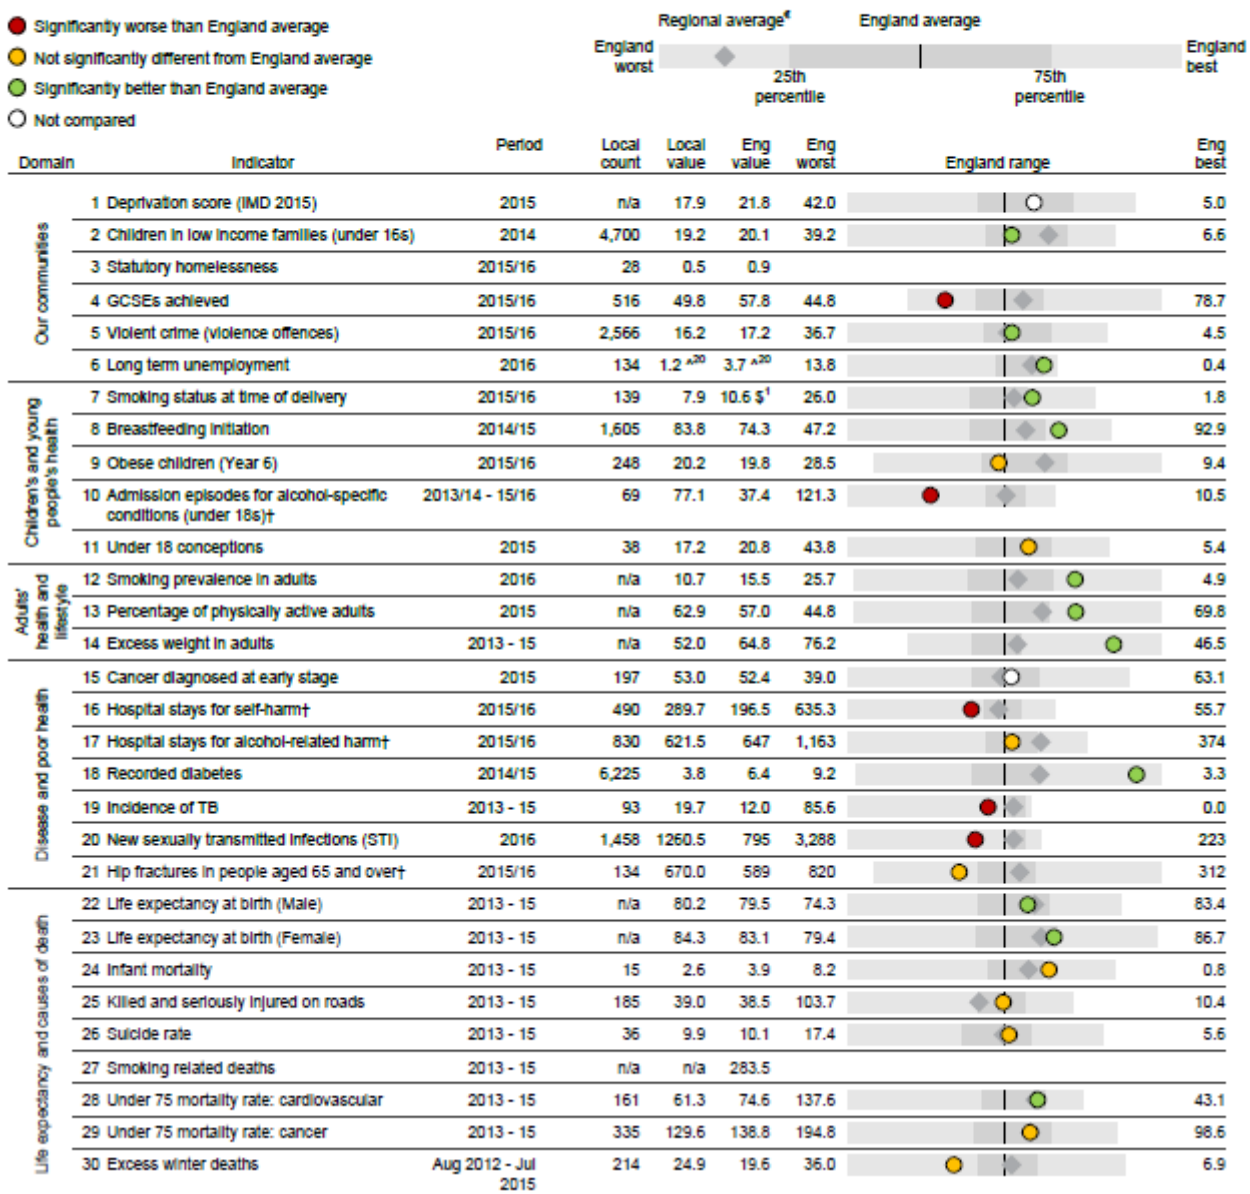 Significantly worse than England average
Not significantly different from England average
Significantly better than England average
Not compared
Regional average€ England average
England worst England best
25th percentile 75th percentile
Domain Indicator Period Local count Local value Eng value Eng worst England range Eng best
Our communities
1 Deprivation score (IMD 2015) 2015 n/a 17.9 21.8 42.0 5.0
2 Children in low income families (under 16s) 2014 4,700 19.2 20.1 39.2 6.6
3 Statutory homelessness 2015/16 28 0.5 0.9
4 GCSEs achieved 2015/16 516 49.8 57.8 44.8 78.7
5 Violent crime (violence offences) 2015/16 2,566 16.2 17.2 36.7 4.5
6 Long term unemployment 2016 134 1.2 ^20 3.7 ^20 13.8 0.4
Children's and young people's health
7 Smoking status at time of delivery 2015/16 139 7.9 10.6 $1 26.0 1.8
8 Breastfeeding initiation 2014/15 1,605 83.8 74.3 47.2 92.9
9 Obese children (Year 6) 2015/16 248 20.2 19.8 28.5 9.4
10 Admission episodes for alcohol-specific 2013/14 - 15/16 69 77.1 37.4 121.3 10.5
conditions (under 18s)†
11 Under 18 conceptions 2015 38 17.2 20.8 43.8 5.4
Adults' health and lifestyle
12 Smoking prevalence in adults 2016 n/a 10.7 15.5 25.7 4.9
13 Percentage of physically active adults 2015 n/a 62.9 57.0 44.8 69.8
14 Excess weight in adults 2013 - 15 n/a 52.0 64.8 76.2 46.5
Disease and poor health
15 Cancer diagnosed at early stage 2015 197 53.0 52.4 39.0 63.1
16 Hospital stays for self-harm† 2015/16 490 289.7 196.5 635.3 55.7
17 Hospital stays for alcohol-related harm† 2015/16 830 621.5 647 1,163 374
18 Recorded diabetes 2014/15 6,225 3.8 6.4 9.2 3.3
19 Incidence of TB 2013 - 15 93 19.7 12.0 85.6 0.0
20 New sexually transmitted infections (STI) 2016 1,458 1260.5 795 3,288 223
21 Hip fractures in people aged 65 and over† 2015/16 134 670.0 589 820 312
Life expectancy and causes of death
22 Life expectancy at birth (Male) 2013 - 15 n/a 80.2 79.5 74.3 83.4
23 Life expectancy at birth (Female) 2013 - 15 n/a 84.3 83.1 79.4 86.7
24 Infant mortality 2013 - 15 15 2.6 3.9 8.2 0.8
25 Killed and seriously injured on roads 2013 - 15 185 39.0 38.5 103.7 10.4
26 Suicide rate 2013 - 15 36 9.9 10.1 17.4 5.6
27 Smoking related deaths 2013 - 15 n/a n/a 283.5
28 Under 75 mortality rate: cardiovascular 2013 - 15 161 61.3 74.6 137.6 43.1
29 Under 75 mortality rate: cancer 2013 - 15 335 129.6 138.8 194.8 98.6
30 Excess winter deaths Aug 2012 - Jul 214 24.9 19.6 36.0 6.9
2015